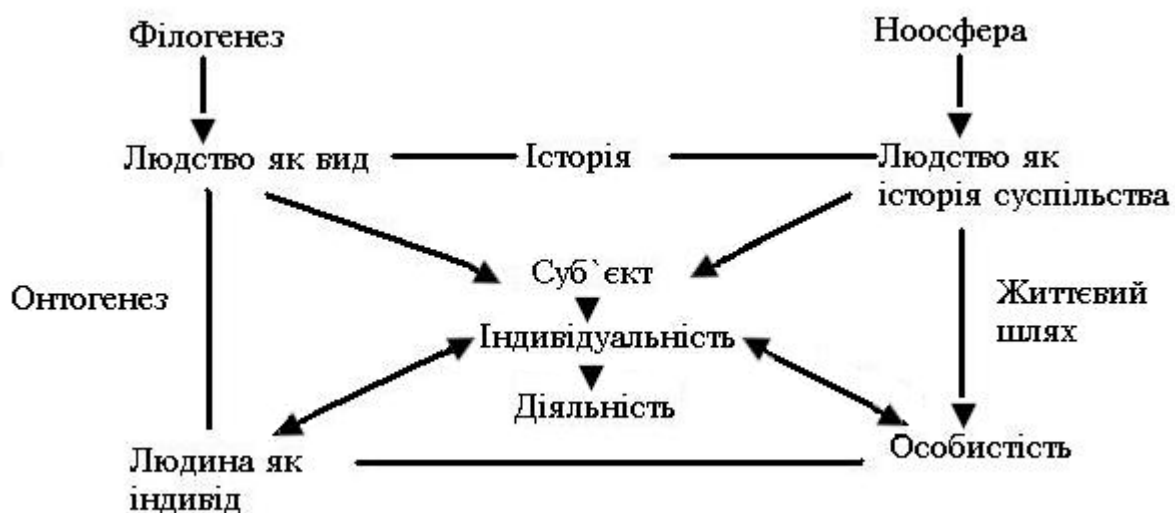 Філогенез
Ноосфера
Людство як вид
Історія
Людство як
історія суспільства
Суб`єкт
Онтогенез
Життєвий
шлях
Індивідуальність
Діяльність
Людина як
індивід
Особистість